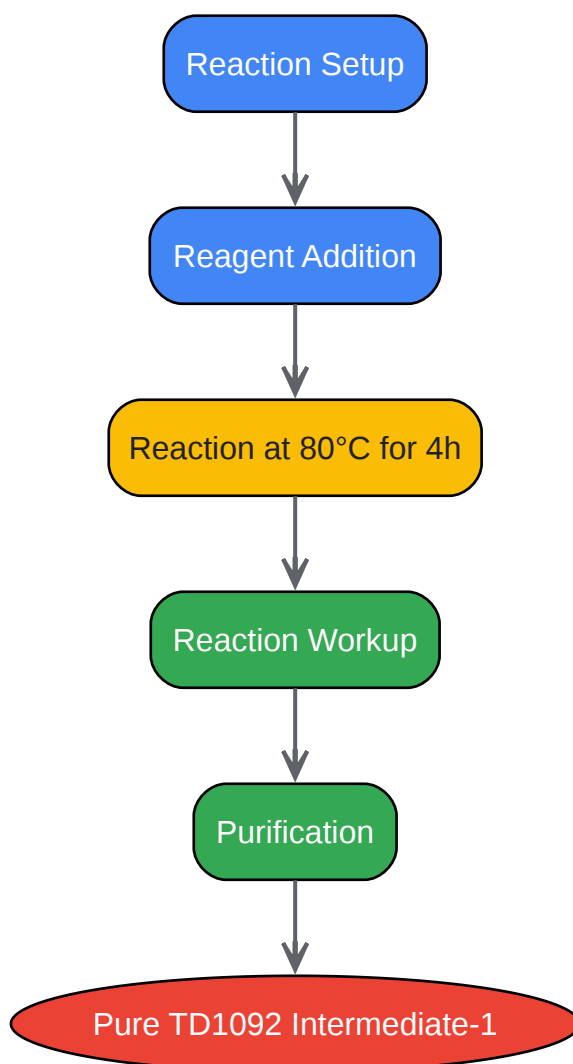 Reaction Setup
Reagent Addition
Reaction at 80°C for 4h
Reaction Workup
Purification
Pure TD1092 Intermediate-1